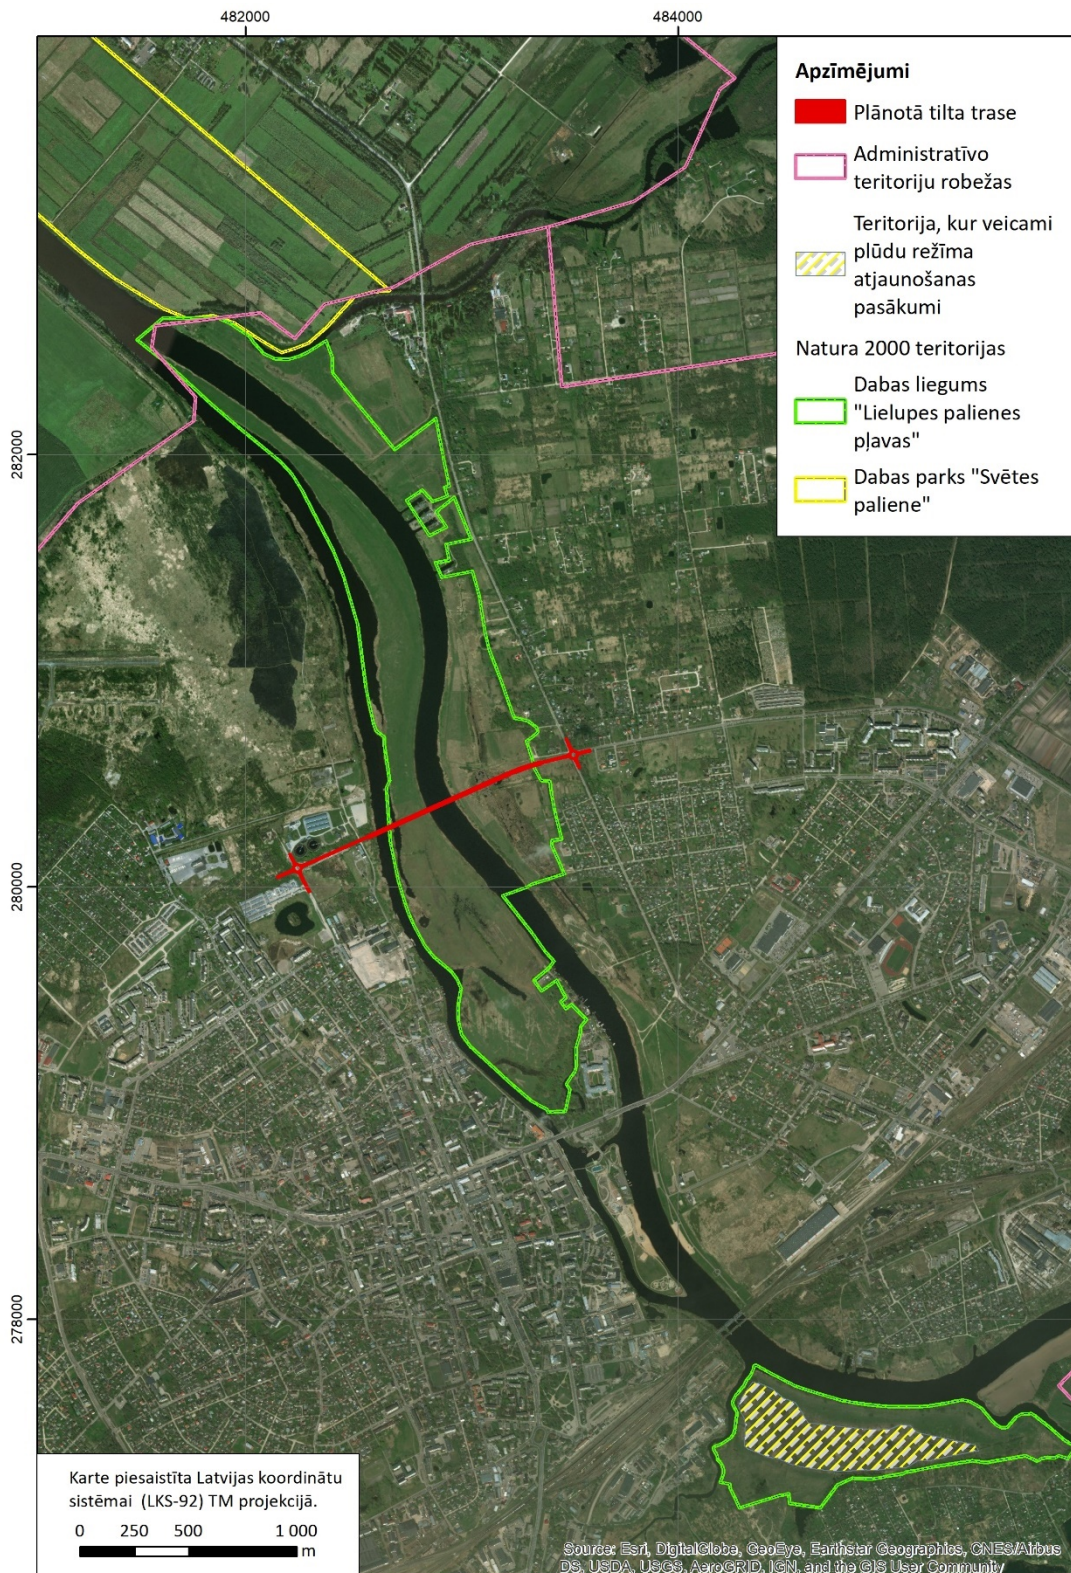 482000
484000
Apzīmējumi
Plānotā tilta trase
Administratīvo
teritoriju robežas
Teritorija, kur veicami
plūdu režīma
atjaunošanas
pasākumi
Natura 2000 teritorijas
Dabas liegums
"Lielupes palienes
pļavas"
Dabas parks "Svētes
paliene"
282000
280000
278000
Karte piesaistīta Latvijas koordinātu
sistēmai (LKS-92) TM projekcijā.
0 250 500 1 000
m
Source: Esri, DigitalGlobe, GeoEye, Earthstar Geographics, CNES/Airbus
DS, USDA, USGS, AeroGRID, IGN, and the GIS User Community